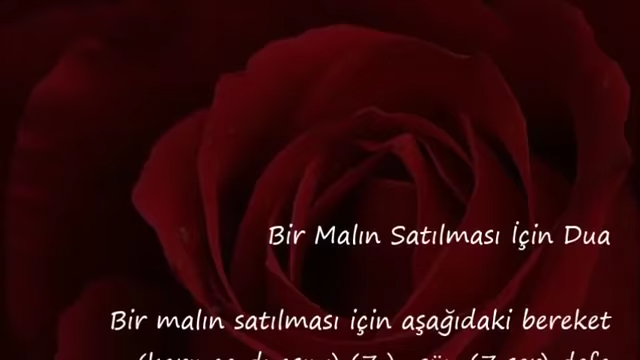 Bir Malın Satılması İçin Dua
Bir malın satılması için aşağıdaki bereket